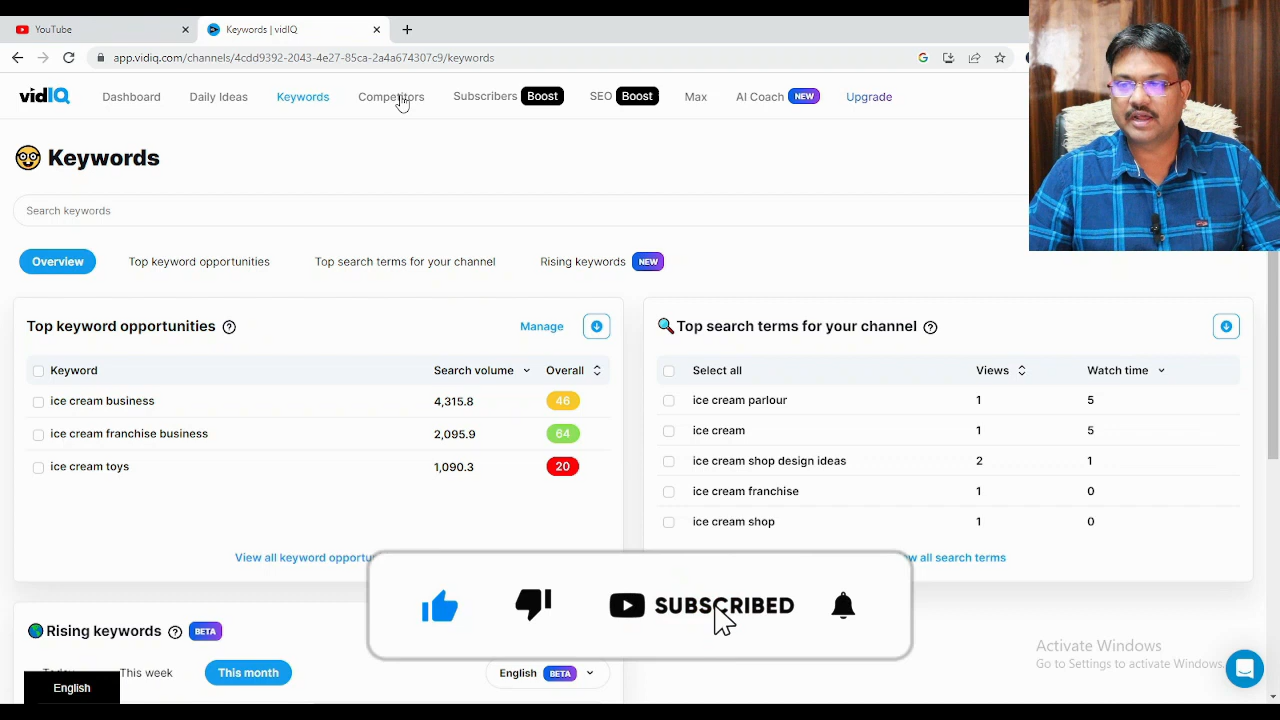 YouTube
Keywords | vidIQ
app.vidiq.com/channels/4cdd9392-2043-4e27-85ca-2a4a674307c9/keywords
vidIQ Dashboard Daily Ideas Keywords Competitors Subscribers Boost SEO Boost Max AI Coach NEW Upgrade
Keywords
Search keywords
Overview Top keyword opportunities Top search terms for your channel Rising keywords NEW
Top keyword opportunities Manage
Keyword Search volume Overall
ice cream business 4,315.8 46
ice cream franchise business 2,095.9 64
ice cream toys 1,090.3 20
View all keyword
Top search terms for your channel
Select all Views Watch time
ice cream parlour 1 5
ice cream 1 5
ice cream shop design ideas 2 1
ice cream franchise 1 0
ice cream shop 1 0
all search terms
SUBSCRIBED
Rising keywords BETA
This week This month English BETA
English
Activate Windows
Go to Settings to activate Windows.